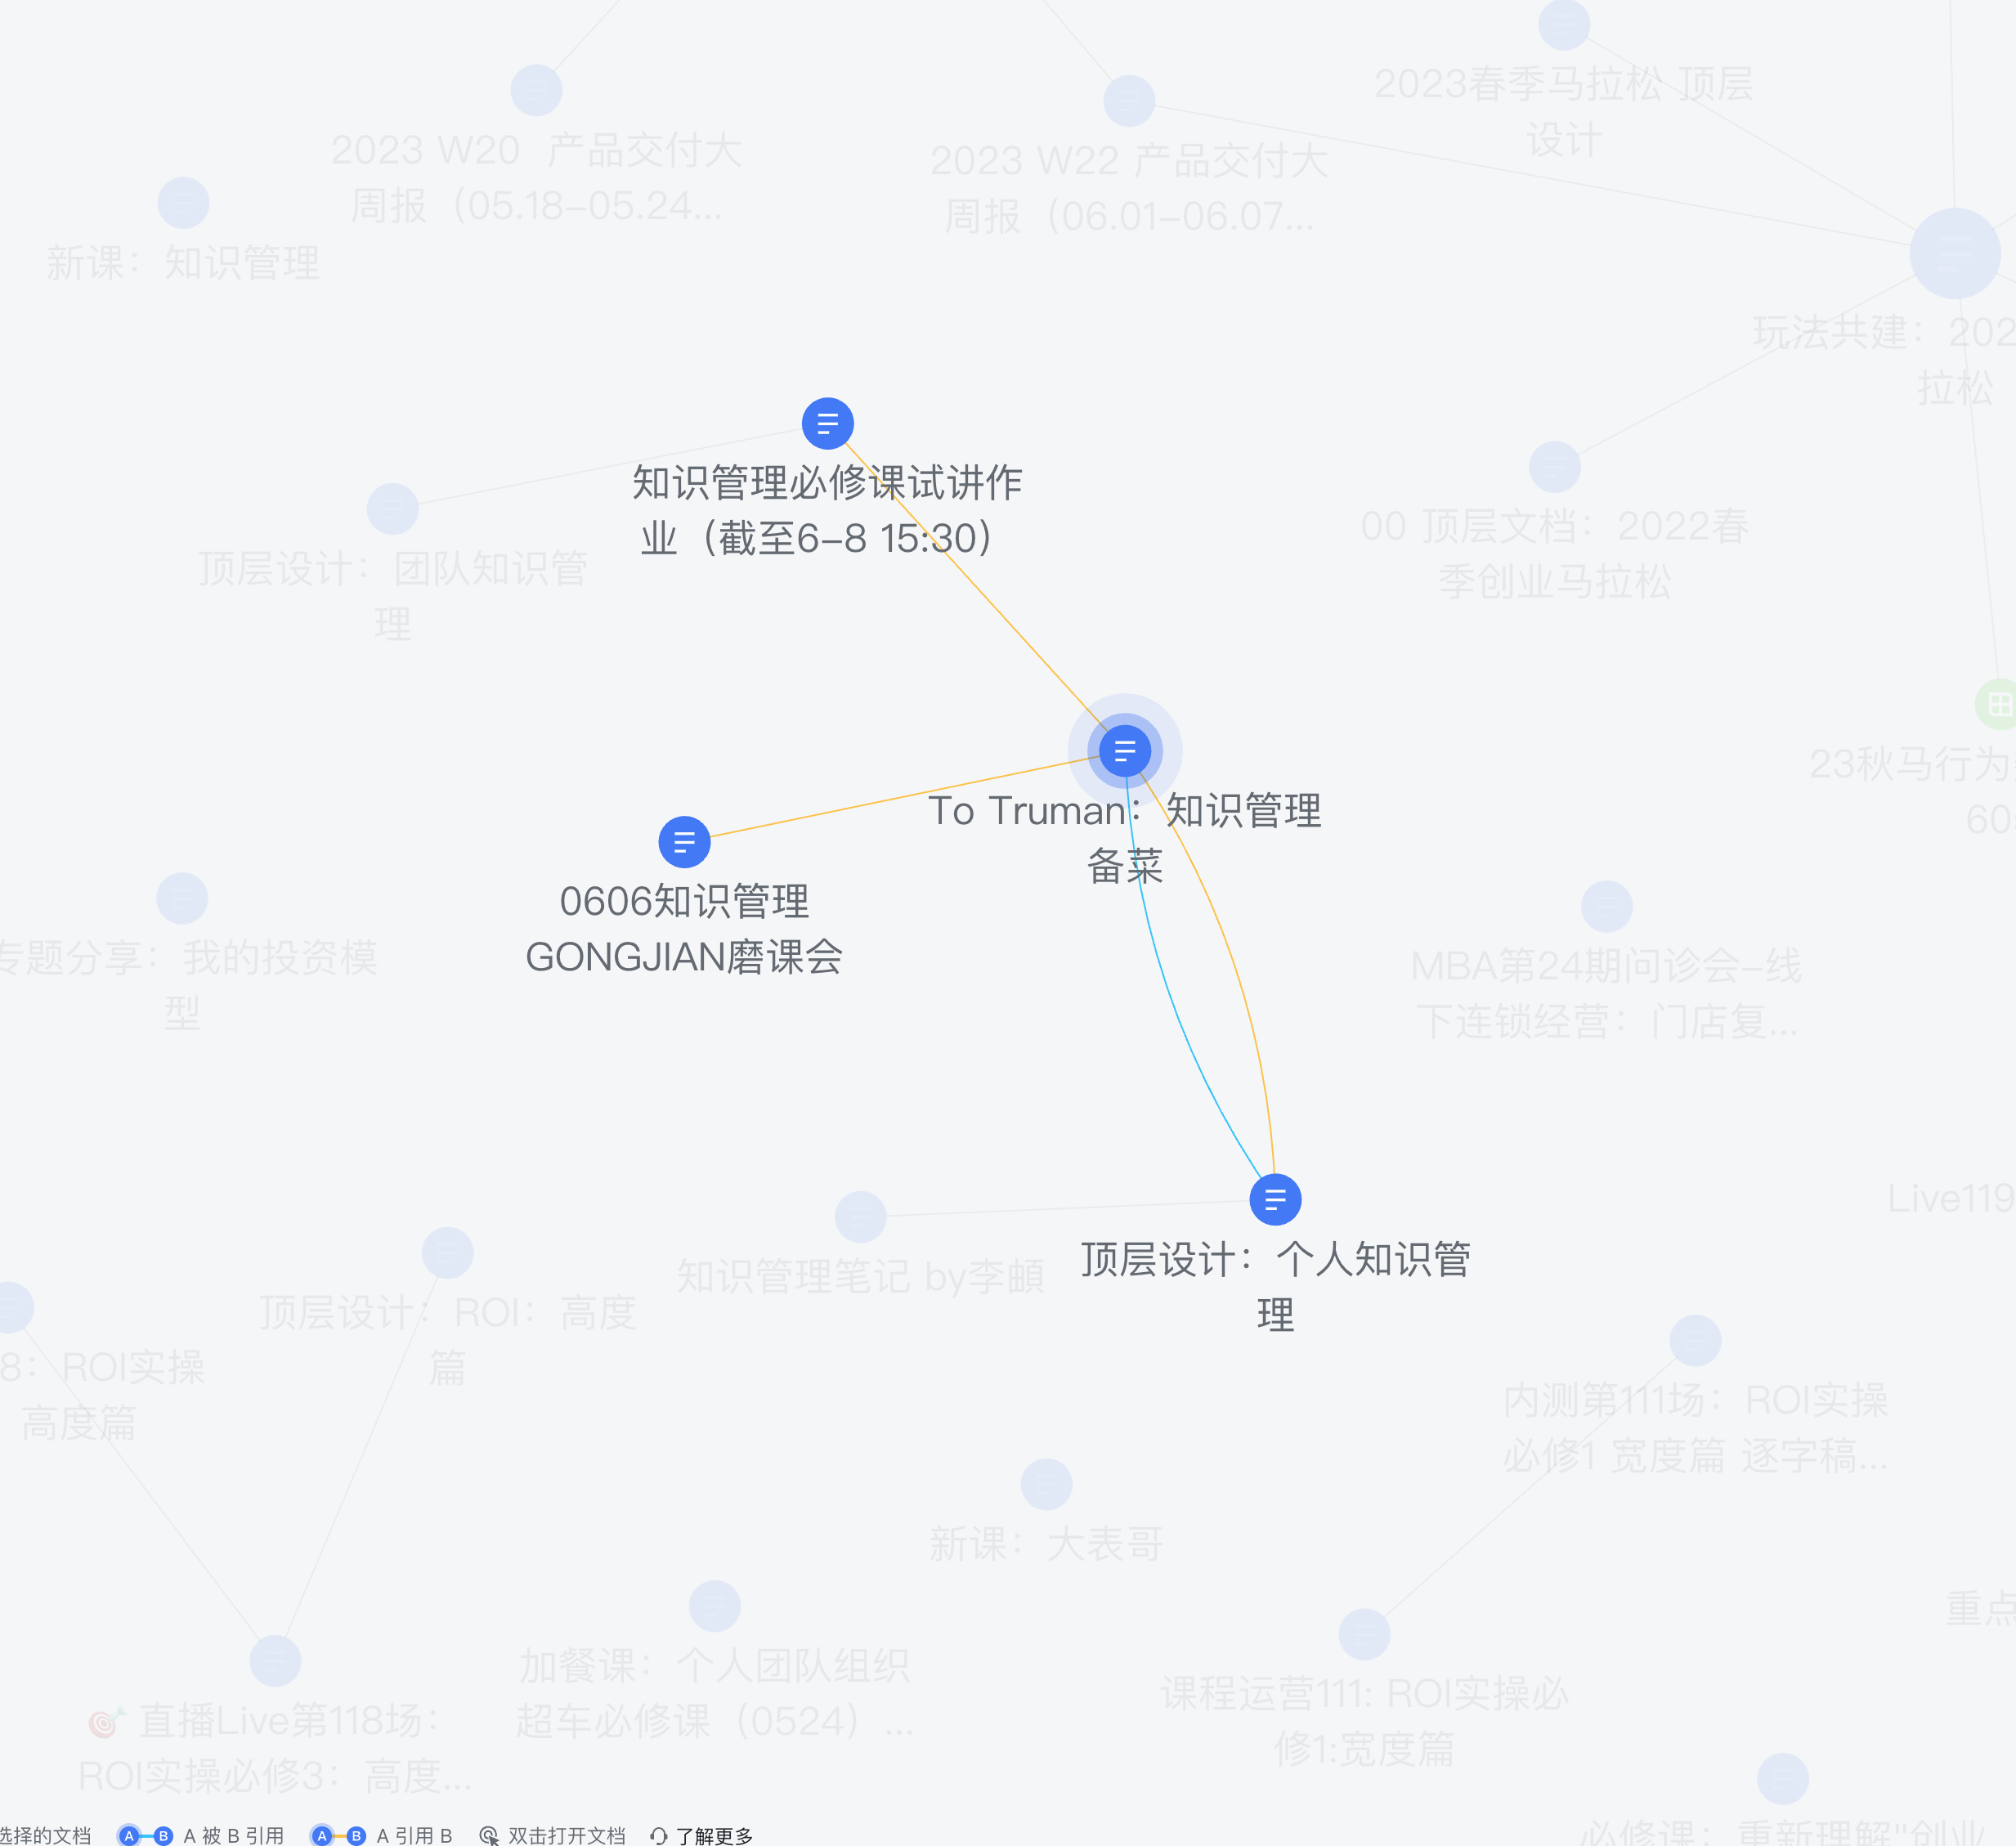 2023春季马拉松 顶层
设计
2023 W20 产品交付大
周报（05.18-05.24...
2023 W22 产品交付大
周报（06.01-06.07...
新课：知识管理
玩法共建：202
拉松
知识管理必修课试讲作
业（截至6-8 15:30）
顶层设计：团队知识管
理
00 顶层文档：2022春
季创业马拉松
23秋马行为
To Truman：知识管理
备菜
0606知识管理
GONGJIAN磨课会
专题分享：我的投资模
型
MBA第24期问诊会-线
下连锁经营：门店复...
Live119
知识管理笔记 by李頔
顶层设计：个人知识管
理
顶层设计：ROI：高度
篇
8：ROI实操
高度篇
内测第111场：ROI实操
必修1 宽度篇 逐字稿...
新课：大表哥
重点
加餐课：个人团队组织
超车必修课（0524）...
课程运营111: ROI实操必
修1:宽度篇
🎯 直播Live第118场：
ROI实操必修3：高度...
必修课：重新理解"创业
选择的文档 A B A 被 B 引用 A B A 引用 B 双击打开文档 了解更多